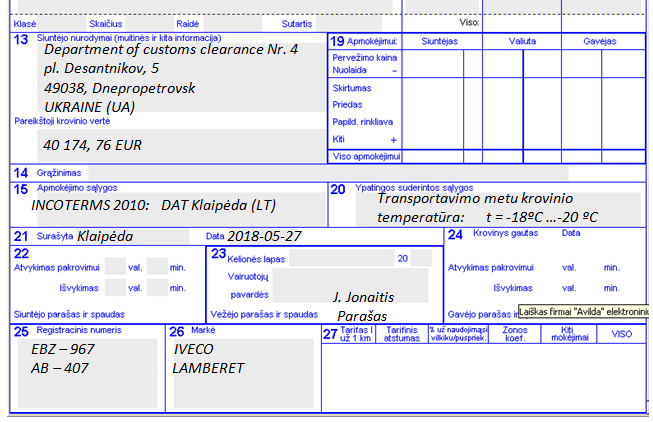 Klasė Skaičius Raidė Sutartis Viso:
13 Siuntėjo nurodymai (muitinės ir kita informacija)
Department of customs clearance Nr. 4
pl. Desantnikov, 5
49038, Dnepropetrovsk
UKRAINE (UA)
Pareikštoji krovinio vertė
40 174, 76 EUR
19 Apmokėjimui: Siuntėjas Valiuta Gavėjas
Pervežimo kaina
Nuolaida –
Skirtumas
Priedas
Papild. rinkliava
Kiti +
Viso apmokėjimui
14 Grąžinimas
15 Apmokėjimo sąlygos
INCOTERMS 2010: DAT Klaipėda (LT)
20 Ypatingos suderintos sąlygos
Transportavimo metu krovinio
temperatūra: t = -18ºC ...-20 ºC
21 Surašyta Klaipėda Data 2018-05-27
22
Atvykimas pakrovimui val. min.
Išvykimas val. min.
Siuntėjo parašas ir spaudas
23 Kelionės lapas 20
Vairuotojų
pavardės J. Jonaitis
Vežėjo parašas ir spaudas Parašas
24 Krovinys gautas Data
Atvykimas pakrovimui val. min.
Išvykimas val. min.
Laiškas firmai "Avilda" elektroniniu
Gavėjo parašas ir
25 Registracinis numeris
EBZ – 967
AB – 407
26 Markė
IVECO
LAMBERET
27 Tarifas I Tarifinis % už naudojimąsi Zonos Kiti VISO
už 1 km atstumas vilkiku/puspriek. koef. mokėjimai